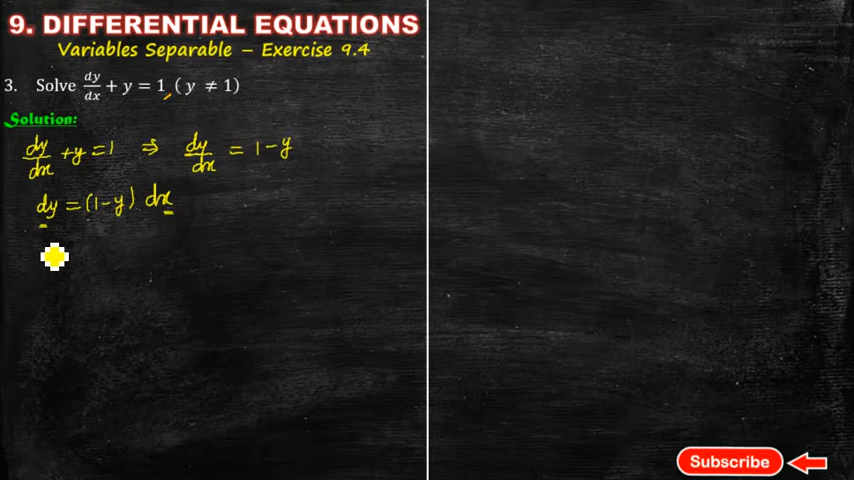 9. DIFFERENTIAL EQUATIONS
Variables Separable – Exercise 9.4
3. Solve dy/dx + y = 1, ( y ≠ 1)
Solution:
dy/dx + y = 1 ⇒ dy/dx = 1 - y
dy = (1 - y) dx
Subscribe